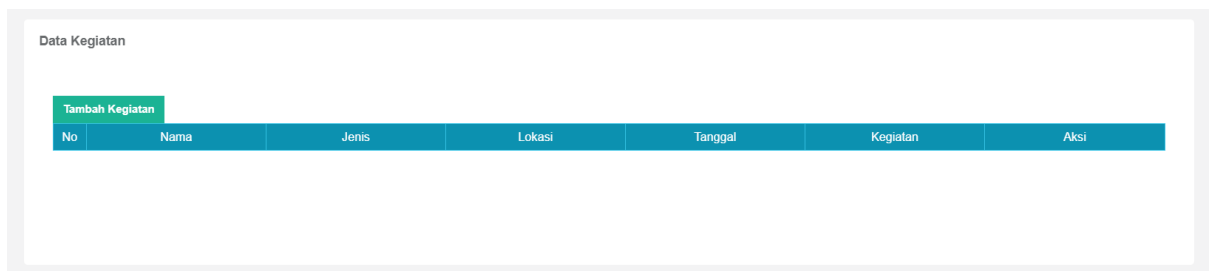 Data Kegiatan
Tambah Kegiatan
No Nama Jenis Lokasi Tanggal Kegiatan Aksi